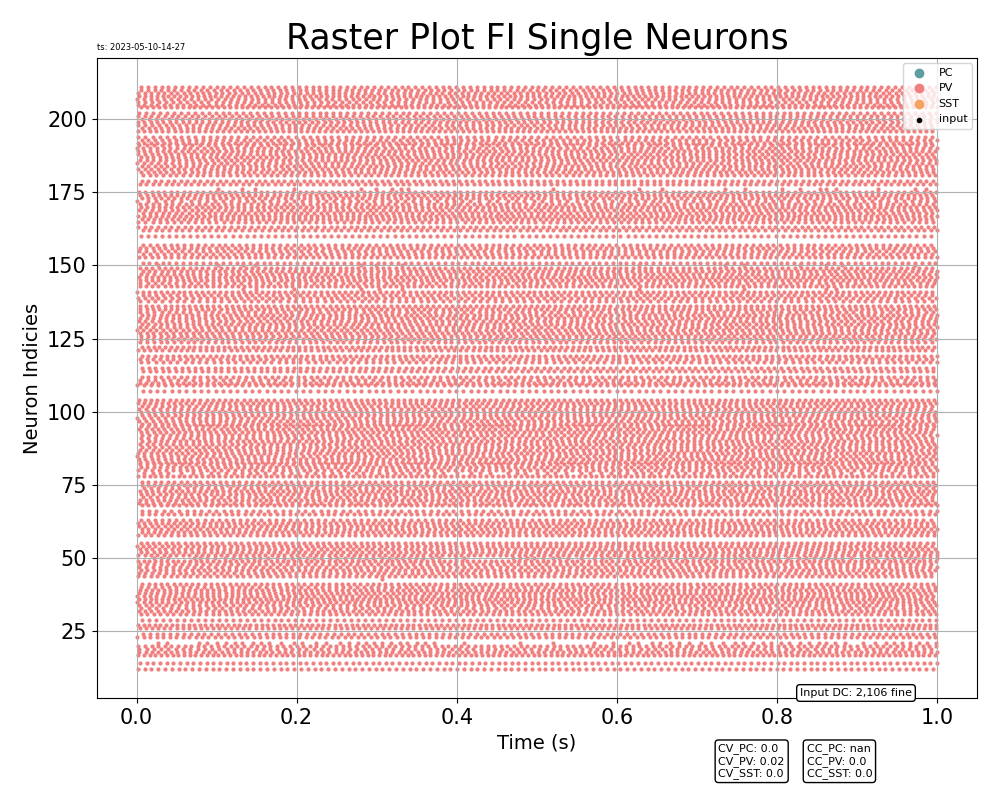 Raster Plot FI Single Neurons
ts: 2023-05-10-14-27
PC
PV
SST
input
200
175
150
125
100
75
50
25
Neuron Indicies
Input DC: 2,106 fine
0.0 0.2 0.4 0.6 0.8 1.0
Time (s)
CV_PC: 0.0
CV_PV: 0.02
CV_SST: 0.0
CC_PC: nan
CC_PV: 0.0
CC_SST: 0.0